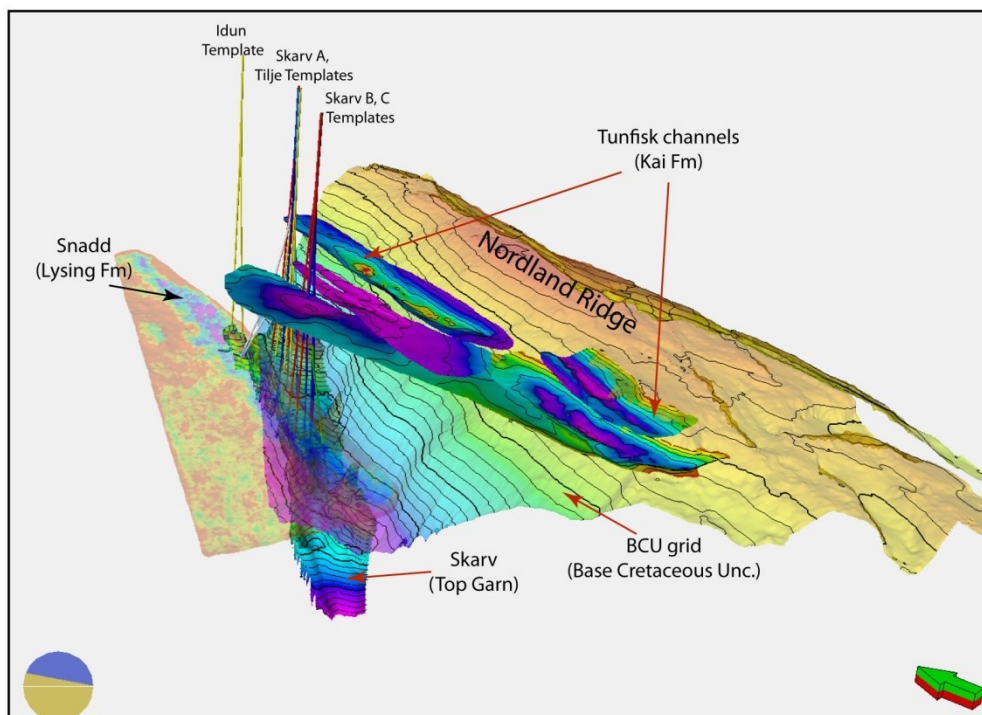 Idun
Template
Skarv A,
Tilje Templates
Skarv B, C
Templates
Tunfisk channels
(Kai Fm)
Snadd
(Lysing Fm)
Nordland Ridge
BCU grid
(Base Cretaceous Unc.)
Skarv
(Top Garn)